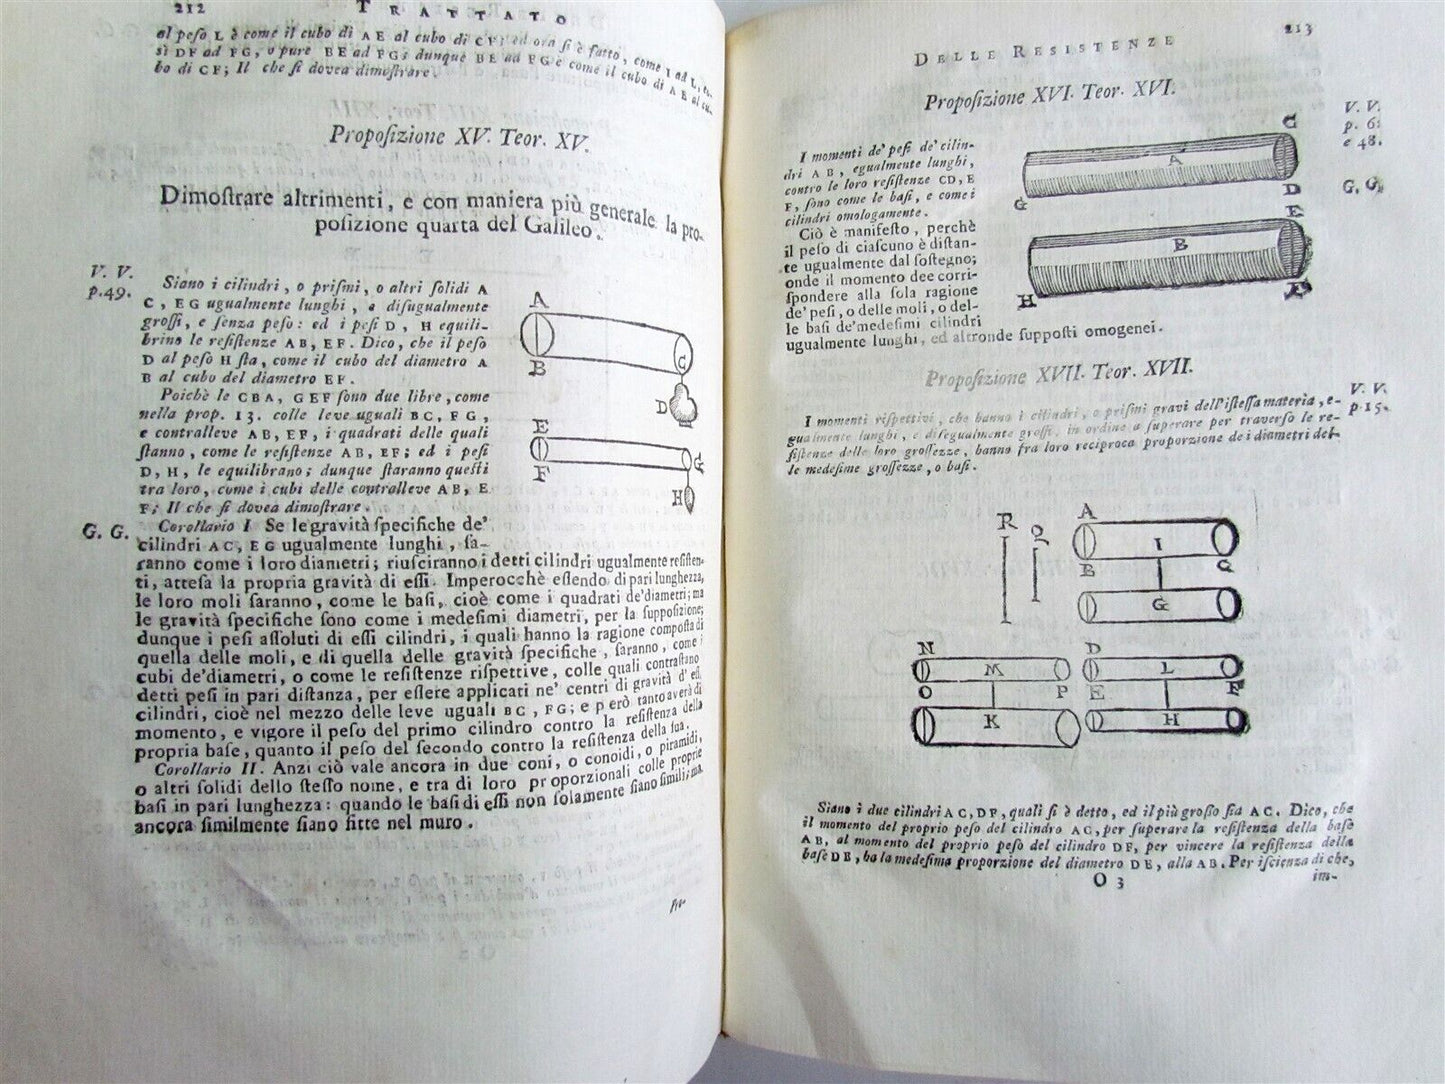 212 TRATTATO
al peſo L è come il cubo di AE al cubo di CF; ed ora ſi è fatto, come I ad L, co-
sì DF ad FG, o pure BE ad FG; dunque BE ad FG è come il cubo di AE al cu-
bo di CF; Il che ſi dovea dimoſtrare.
Propoſizione XV. Teor. XV.
Dimoſtrare altrimenti, e con maniera più generale la pro-
poſizione quarta del Galileo.
V. V.
p.49.
Siano i cilindri, o priſmi, o altri ſolidi A
C, EG ugualmente lunghi, e diſugualmente
groſſi, e ſenza peſo: ed i peſi D, H equili-
brino le reſiſtenze AB, EF. Dico, che il peſo
D al peſo H ſta, come il cubo del diametro A
B al cubo del diametro EF.
Poichè le CBA, GEF ſono due libre, come
nella prop. 13. colle leve uguali BC, FG,
e contralleve AB, EF, i quadrati delle quali
ſtanno, come le reſiſtenze AB, EF; ed i peſi
D, H, le equilibrano; dunque ſtaranno queſti
tra loro, come i cubi delle contralleve AB, E
F; Il che ſi dovea dimoſtrare.
A
B
C
D
E
F
G
H
G. G.
Corollario I Se le gravità ſpecifiche de'
cilindri AC, EG ugualmente lunghi, ſa-
ranno come i loro diametri; riuſciranno i detti cilindri ugualmente reſiſten-
ti, atteſa la propria gravità di eſſi. Imperocchè eſſendo di pari lunghezza,
le loro moli ſaranno, come le baſi, cioè come i quadrati de'diametri; ma
le gravità ſpecifiche ſono come i medeſimi diametri, per la ſuppoſizione;
dunque i peſi aſſoluti di eſſi cilindri, i quali hanno la ragione compoſta di
quella delle moli, e di quella delle gravità ſpecifiche, ſaranno, come i
cubi de'diametri, o come le reſiſtenze riſpettive, colle quali contraſtano
detti peſi in pari diſtanza, per eſſere applicati ne' centri di gravità d' eſſi
cilindri, cioè nel mezzo delle leve uguali BC, FG; e però tanto averà di
momento, e vigore il peſo del primo cilindro contro la reſiſtenza della
propria baſe, quanto il peſo del ſecondo contro la reſiſtenza della ſua.
Corollario II. Anzi ciò vale ancora in due coni, o conoidi, o piramidi,
o altri ſolidi dello ſteſſo nome, e tra di loro proporzionali colle proprie
baſi in pari lunghezza: quando le baſi di eſſi non ſolamente ſiano ſimili; ma
ancora ſimilmente ſiano fitte nel muro.
DELLE RESISTENZE 213
Propoſizione XVI. Teor. XVI.
V. V.
p. 6.
e 48.
G. G.
I momenti de' peſi de' cilin-
dri AB, egualmente lunghi,
contro le loro reſiſtenze CD, E
F, ſono come le baſi, e come i
cilindri omologamente.
Ciò è manifeſto, perchè
il peſo di ciaſcuno è diſtan-
te ugualmente dal ſoſtegno;
onde il momento dee corri-
ſpondere alla ſola ragione
de' peſi, o delle moli, o del-
le baſi de'medeſimi cilindri
ugualmente lunghi, ed altronde ſuppoſti omogenei.
C
A
G
D
E
B
H
Propoſizione XVII. Teor. XVII.
V. V.
p.15.
I momenti riſpettivi, che hanno i cilindri, o priſmi gravi dell'iſteſſa materia, e-
gualmente lunghi, e diſegualmente groſſi, in ordine a ſuperare per traverſo le re-
ſiſtenze delle loro groſſezze, hanno fra loro reciproca proporzione dei diametri del-
le medeſime groſſezze, o baſi.
R Q A
I
B C
G
N D
M L
O P E F
K H
Siano i due cilindri AC, DF, quali ſi è detto, ed il più groſſo ſia AC. Dico, che
il momento del proprio peſo del cilindro AC, per ſuperare la reſiſtenza della baſe
AB, al momento del proprio peſo del cilindro DF, per vincere la reſiſtenza della
baſe DE, ha la medeſima proporzione del diametro DE, alla AB. Per iſcienza di che,
O 3 im-